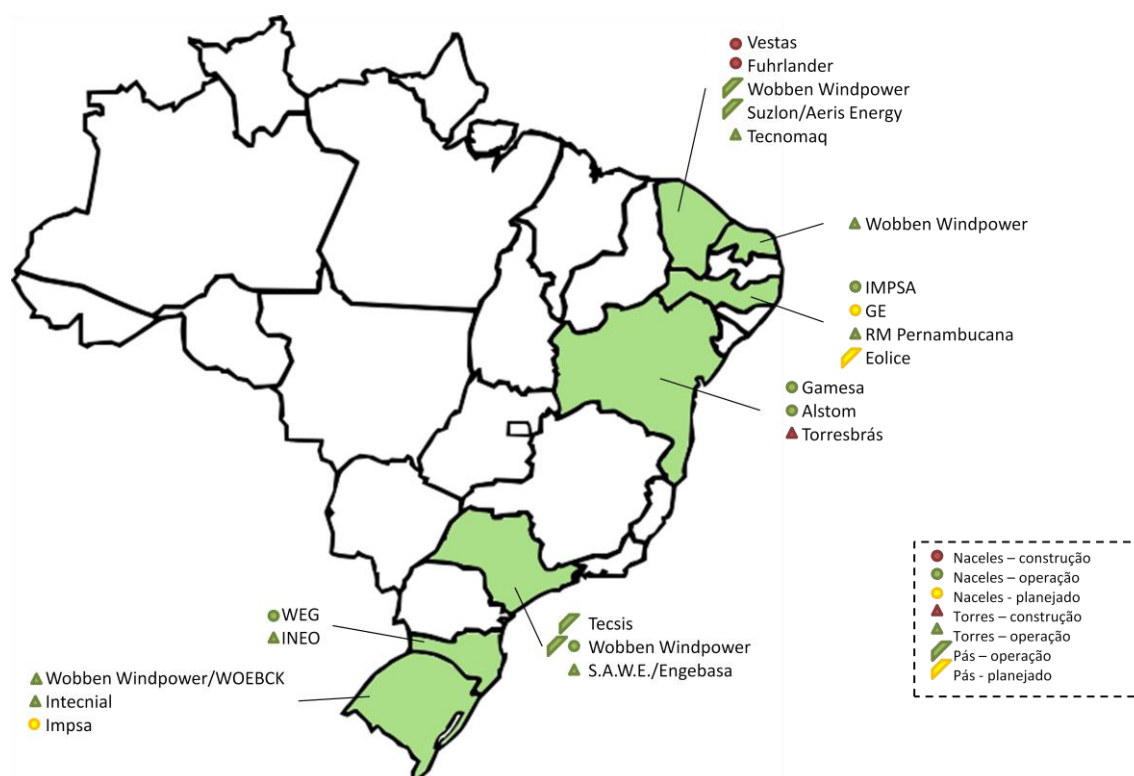 Vestas
Fuhrlander
Wobben Windpower
Suzlon/Aeris Energy
Tecnomaq
Wobben Windpower
IMPSA
GE
RM Pernambucana
Eolice
Gamesa
Alstom
Torresbrás
WEG
INEO
Tecsis
Wobben Windpower
S.A.W.E./Engebasa
Wobben Windpower/WOEBCK
Intecnial
Impsa
Naceles – construção
Naceles – operação
Naceles - planejado
Torres – construção
Torres – operação
Pás – operação
Pás - planejado